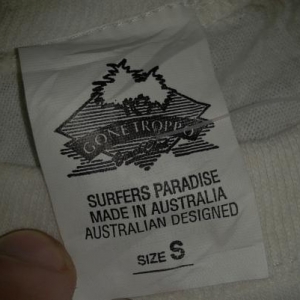 GONE TROPPO
SURFERS PARADISE
MADE IN AUSTRALIA
AUSTRALIAN DESIGNED
SIZE S